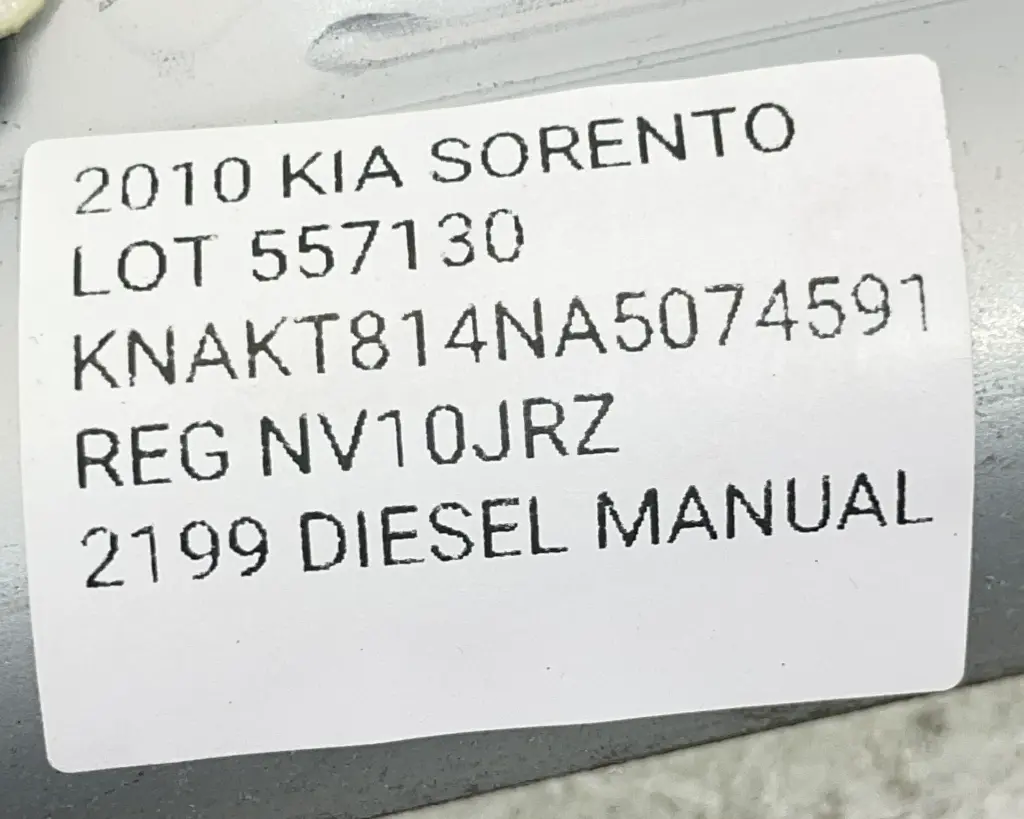 2010 KIA SORENTO
LOT 557130
KNAKT814NA5074591
REG NV10JRZ
2199 DIESEL MANUAL